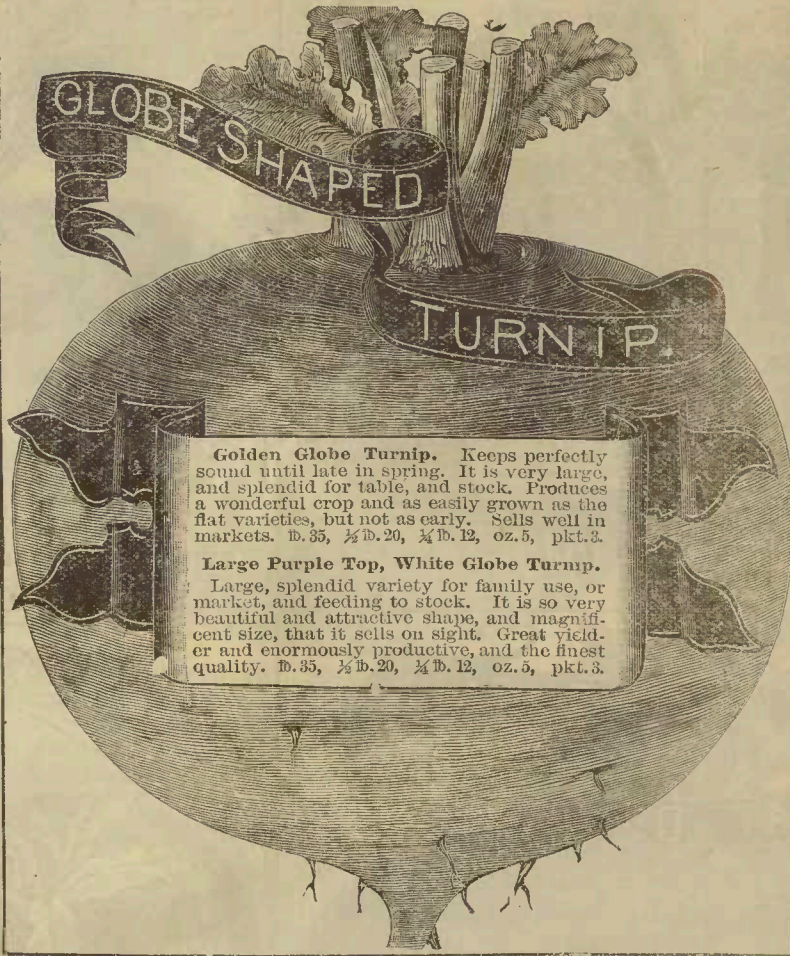 GLOBE SHAPED
TURNIP.
Golden Globe Turnip. Keeps perfectly
sound until late in spring. It is very large,
and splendid for table, and stock. Produces
a wonderful crop and as easily grown as the
flat varieties, but not as early. Sells well in
markets. lb. 35, ½ lb. 20, ¼ lb. 12, oz. 5, pkt. 3.
Large Purple Top, White Globe Turnip.
Large, splendid variety for family use, or
market, and feeding to stock. It is so very
beautiful and attractive shape, and magnifi-
cent size, that it sells on sight. Great yield-
er and enormously productive, and the finest
quality. lb. 35, ½ lb. 20, ¼ lb. 12, oz. 5, pkt. 3.